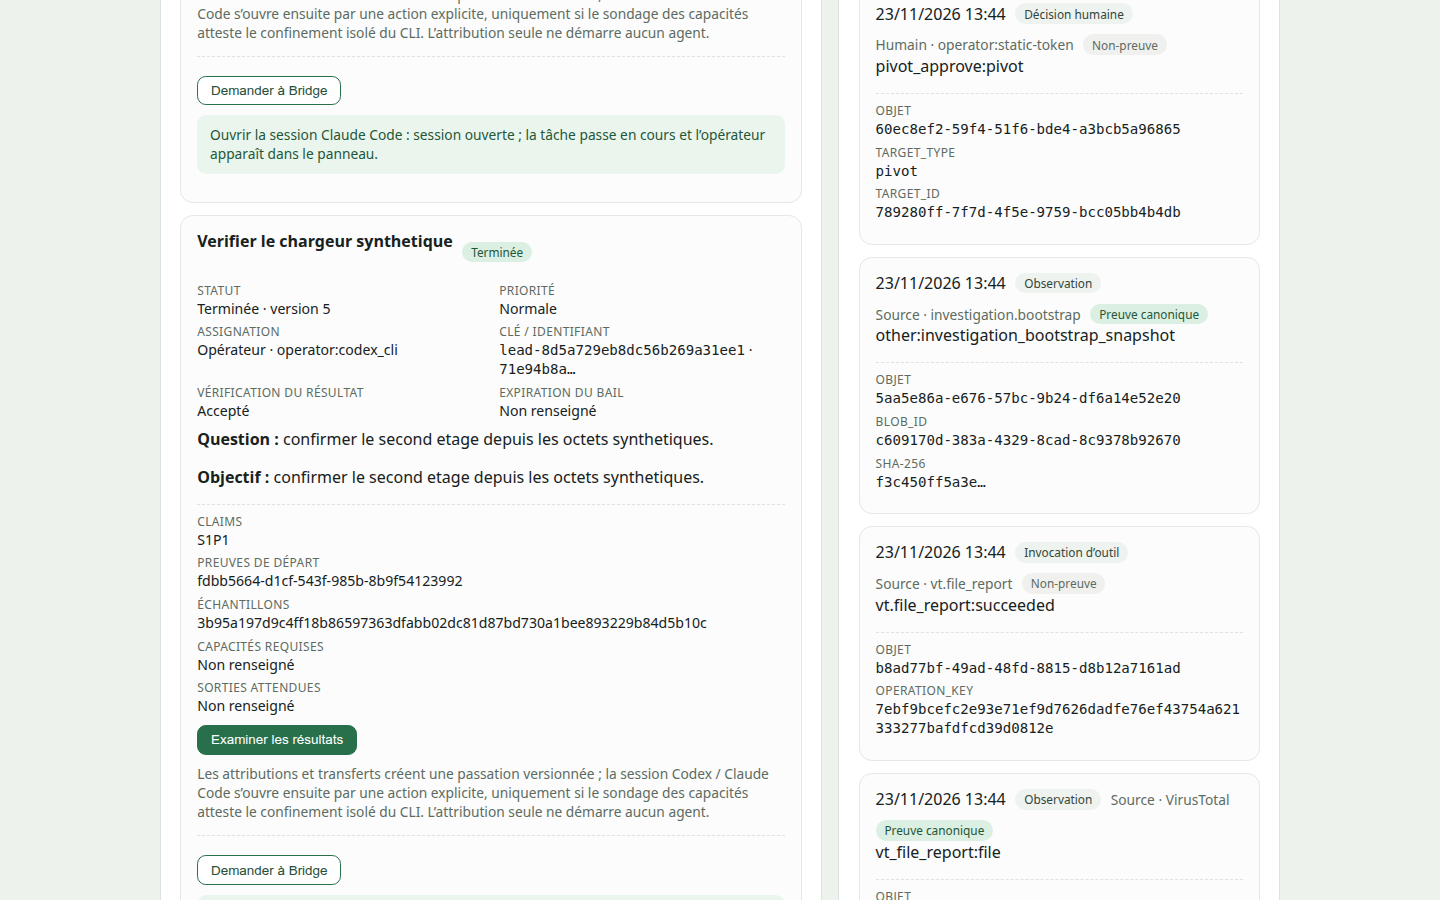 Code s’ouvre ensuite par une action explicite, uniquement si le sondage des capacités
atteste le confinement isolé du CLI. L’attribution seule ne démarre aucun agent.
Demander à Bridge
Ouvrir la session Claude Code : session ouverte ; la tâche passe en cours et l’opérateur
apparaît dans le panneau.
Verifier le chargeur synthetique
Terminée
STATUT
Terminée · version 5
PRIORITÉ
Normale
ASSIGNATION
Opérateur · operator:codex_cli
CLÉ / IDENTIFIANT
lead-8d5a729eb8dc56b269a31ee1 ·
71e94b8a…
VÉRIFICATION DU RÉSULTAT
Accepté
EXPIRATION DU BAIL
Non renseigné
Question : confirmer le second etage depuis les octets synthetiques.
Objectif : confirmer le second etage depuis les octets synthetiques.
CLAIMS
S1P1
PREUVES DE DÉPART
fdbb5664-d1cf-543f-985b-8b9f54123992
ÉCHANTILLONS
3b95a197d9c4ff18b86597363dfabb02dc81d87bd730a1bee893229b84d5b10c
CAPACITÉS REQUISES
Non renseigné
SORTIES ATTENDUES
Non renseigné
Examiner les résultats
Les attributions et transferts créent une passation versionnée ; la session Codex / Claude
Code s’ouvre ensuite par une action explicite, uniquement si le sondage des capacités
atteste le confinement isolé du CLI. L’attribution seule ne démarre aucun agent.
Demander à Bridge
23/11/2026 13:44 Décision humaine
Humain · operator:static-token Non-preuve
pivot_approve:pivot
OBJET
60ec8ef2-59f4-51f6-bde4-a3bcb5a96865
TARGET_TYPE
pivot
TARGET_ID
789280ff-7f7d-4f5e-9759-bcc05bb4b4db
23/11/2026 13:44 Observation
Source · investigation.bootstrap Preuve canonique
other:investigation_bootstrap_snapshot
OBJET
5aa5e86a-e676-57bc-9b24-df6a14e52e20
BLOB_ID
c609170d-383a-4329-8cad-8c9378b92670
SHA-256
f3c450ff5a3e…
23/11/2026 13:44 Invocation d’outil
Source · vt.file_report Non-preuve
vt.file_report:succeeded
OBJET
b8ad77bf-49ad-48fd-8815-d8b12a7161ad
OPERATION_KEY
7ebf9bcefc2e93e71ef9d7626dadfe76ef43754a621
333277bafdfcd39d0812e
23/11/2026 13:44 Observation Source · VirusTotal
Preuve canonique
vt_file_report:file
OBJET